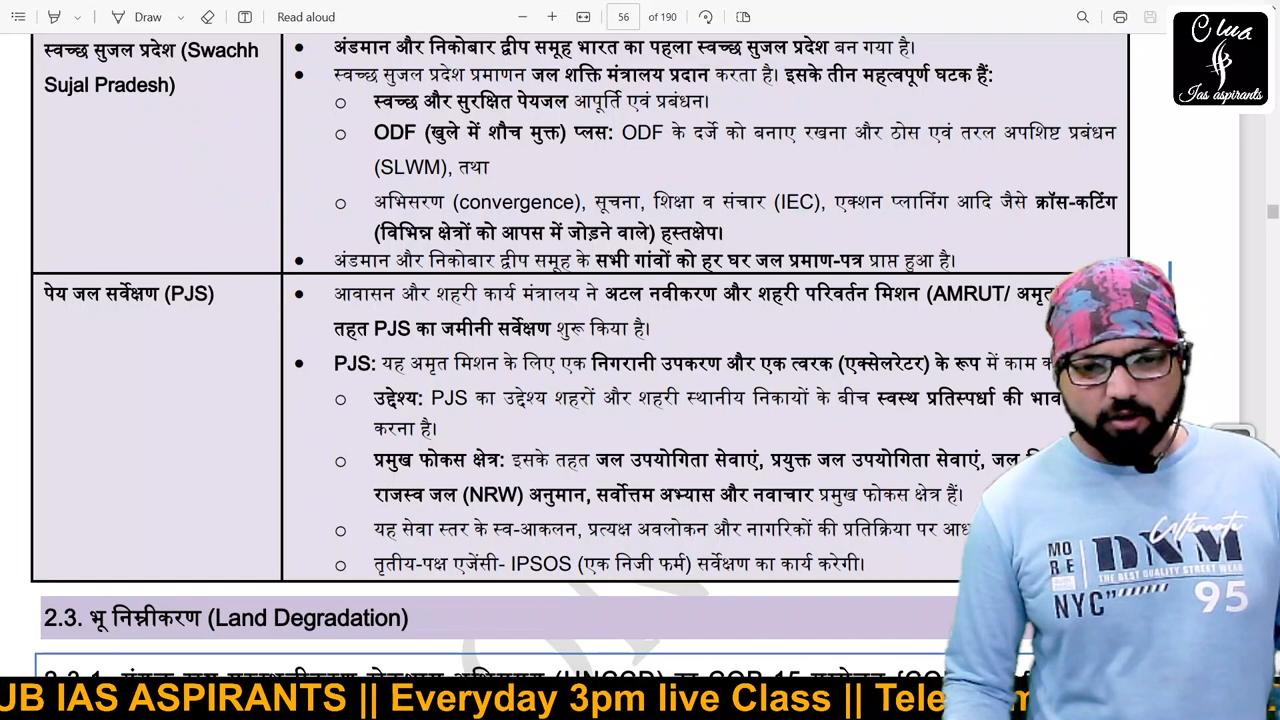 Draw
Read aloud
56 of 190
Clua
Ias aspirants
स्वच्छ सुजल प्रदेश (Swachh
Sujal Pradesh)
• अंडमान और निकोबार द्वीप समूह भारत का पहला स्वच्छ सुजल प्रदेश बन गया है।
• स्वच्छ सुजल प्रदेश प्रमाणन जल शक्ति मंत्रालय प्रदान करता है। इसके तीन महत्वपूर्ण घटक हैं:
o स्वच्छ और सुरक्षित पेयजल आपूर्ति एवं प्रबंधन।
o ODF (खुले में शौच मुक्त) प्लस: ODF के दर्जे को बनाए रखना और ठोस एवं तरल अपशिष्ट प्रबंधन
(SLWM), तथा
o अभिसरण (convergence), सूचना, शिक्षा व संचार (IEC), एक्शन प्लानिंग आदि जैसे क्रॉस-कटिंग
(विभिन्न क्षेत्रों को आपस में जोड़ने वाले) हस्तक्षेप।
• अंडमान और निकोबार द्वीप समूह के सभी गांवों को हर घर जल प्रमाण-पत्र प्राप्त हुआ है।
पेय जल सर्वेक्षण (PJS)
• आवासन और शहरी कार्य मंत्रालय ने अटल नवीकरण और शहरी परिवर्तन मिशन (AMRUT/ अमृत
तहत PJS का जमीनी सर्वेक्षण शुरू किया है।
• PJS: यह अमृत मिशन के लिए एक निगरानी उपकरण और एक त्वरक (एक्सेलरेटर) के रूप में काम
o उद्देश्य: PJS का उद्देश्य शहरों और शहरी स्थानीय निकायों के बीच स्वस्थ प्रतिस्पर्धा की
करना है।
o प्रमुख फोकस क्षेत्र: इसके तहत जल उपयोगिता सेवाएं, प्रयुक्त जल उपयोगिता सेवाएं, जल
राजस्व जल (NRW) अनुमान, सर्वोत्तम अभ्यास और नवाचार प्रमुख फोकस क्षेत्र हैं।
o यह सेवा स्तर के स्व-आकलन, प्रत्यक्ष अवलोकन और नागरिकों की प्रतिक्रिया पर
o तृतीय-पक्ष एजेंसी- IPSOS (एक निजी फर्म) सर्वेक्षण का कार्य करेगी।
2.3. भू निम्नीकरण (Land Degradation)
Ultimate
MO
RE
DNM
THE BEST QUALITY STREET WEAR
NYC"
95
JB IAS ASPIRANTS || Everyday 3pm live Class || Tele